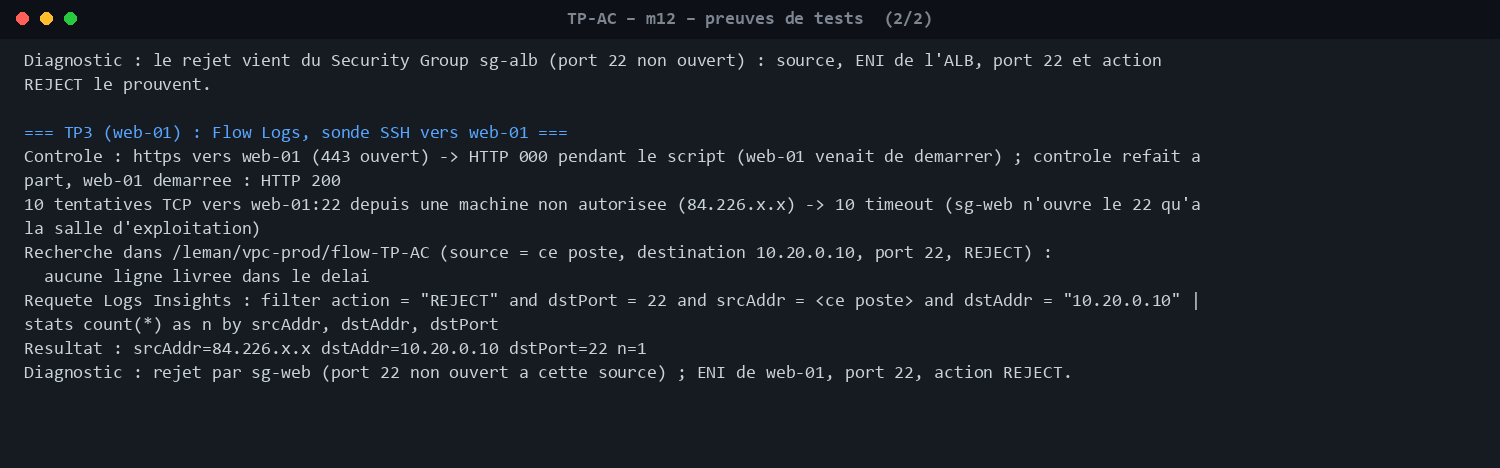 TP-AC – m12 – preuves de tests  (2/2)
Diagnostic : le rejet vient du Security Group sg-alb (port 22 non ouvert) : source, ENI de l'ALB, port 22 et action
REJECT le prouvent.
=== TP3 (web-01) : Flow Logs, sonde SSH vers web-01 ===
Controle : https vers web-01 (443 ouvert) -> HTTP 000 pendant le script (web-01 venait de demarrer) ; controle refait a
part, web-01 demarree : HTTP 200
10 tentatives TCP vers web-01:22 depuis une machine non autorisee (84.226.x.x) -> 10 timeout (sg-web n'ouvre le 22 qu'a
la salle d'exploitation)
Recherche dans /leman/vpc-prod/flow-TP-AC (source = ce poste, destination 10.20.0.10, port 22, REJECT) :
  aucune ligne livree dans le delai
Requete Logs Insights : filter action = "REJECT" and dstPort = 22 and srcAddr = <ce poste> and dstAddr = "10.20.0.10" |
stats count(*) as n by srcAddr, dstAddr, dstPort
Resultat : srcAddr=84.226.x.x dstAddr=10.20.0.10 dstPort=22 n=1
Diagnostic : rejet par sg-web (port 22 non ouvert a cette source) ; ENI de web-01, port 22, action REJECT.